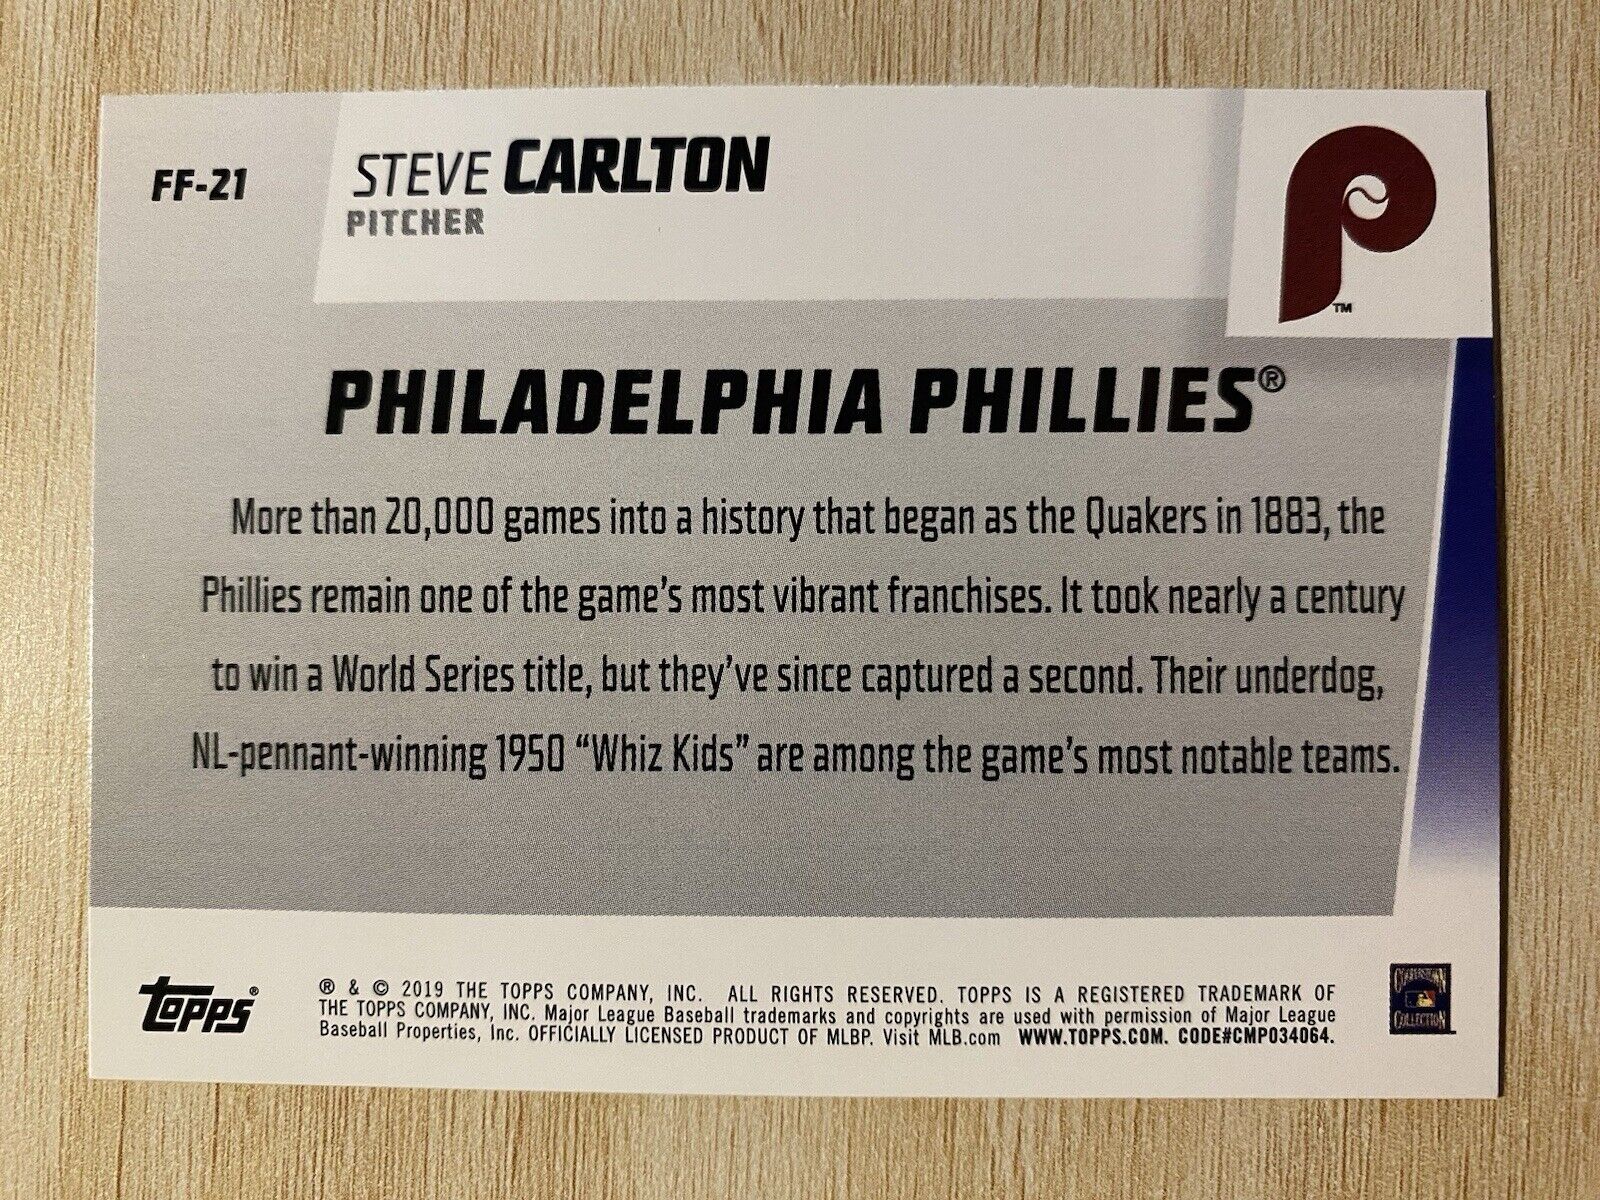 FF-21
STEVE CARLTON
PITCHER
P
TM
PHILADELPHIA PHILLIES®
More than 20,000 games into a history that began as the Quakers in 1883, the
Phillies remain one of the game's most vibrant franchises. It took nearly a century
to win a World Series title, but they've since captured a second. Their underdog,
NL-pennant-winning 1950 “Whiz Kids” are among the game's most notable teams.
topps®
® & © 2019 THE TOPPS COMPANY, INC. ALL RIGHTS RESERVED. TOPPS IS A REGISTERED TRADEMARK OF
THE TOPPS COMPANY, INC. Major League Baseball trademarks and copyrights are used with permission of Major League
Baseball Properties, Inc. OFFICIALLY LICENSED PRODUCT OF MLBP. Visit MLB.com WWW.TOPPS.COM. CODE#CMP034064.
COOPERSTOWN
COLLECTION